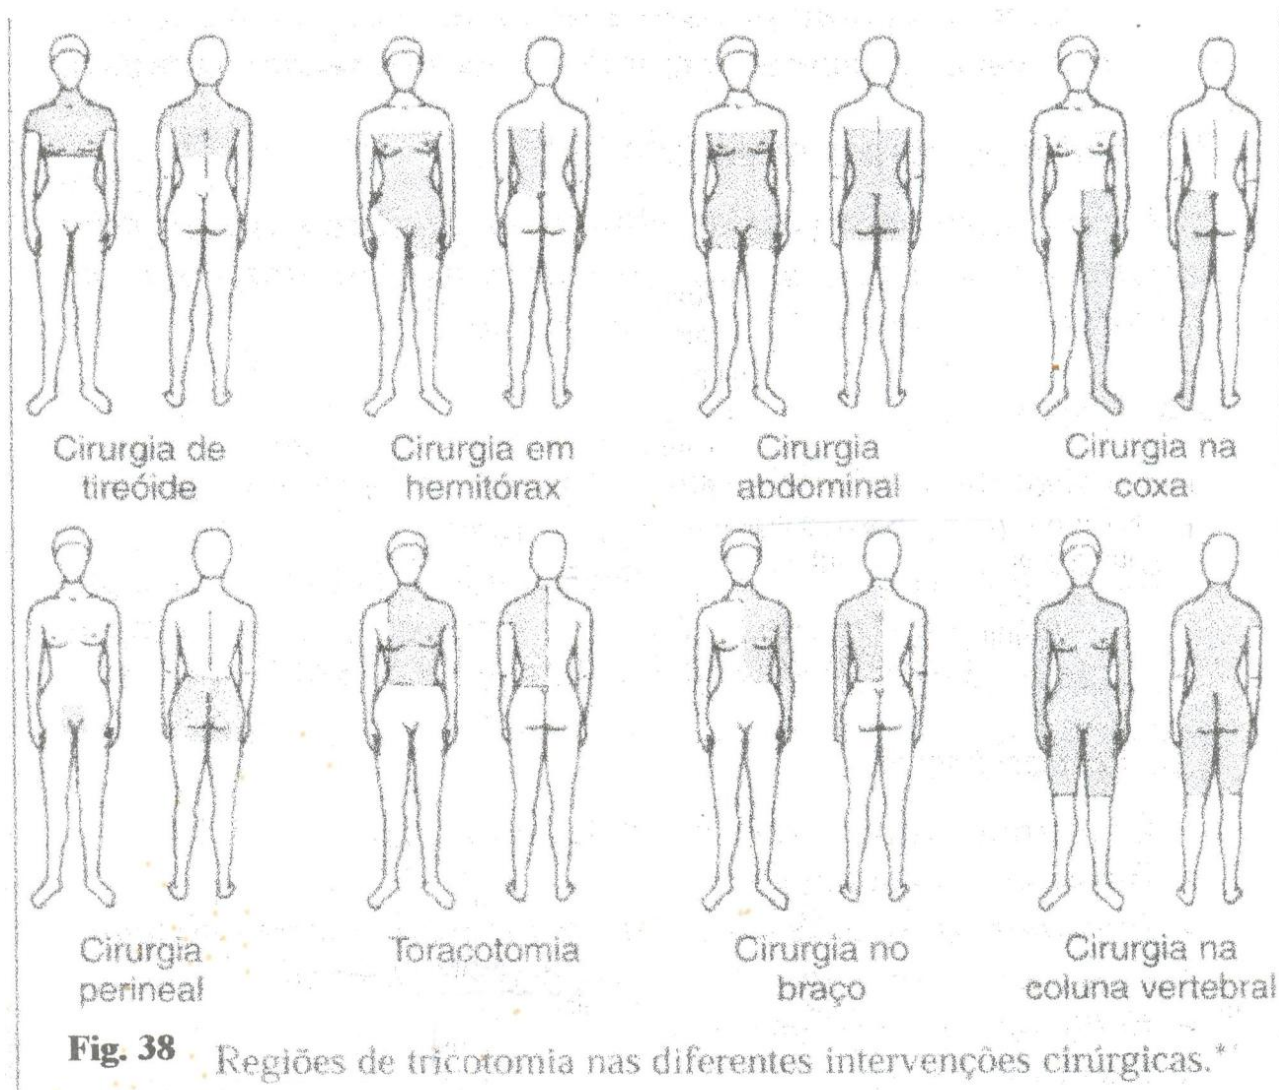 Cirurgia de
tireóide
Cirurgia em
hemitórax
Cirurgia
abdominal
Cirurgia na
coxa
Cirurgia
perineal
Toracotomia
Cirurgia no
braço
Cirurgia na
coluna vertebral
Fig. 38 Regiões de tricotomia nas diferentes intervenções cirúrgicas.*